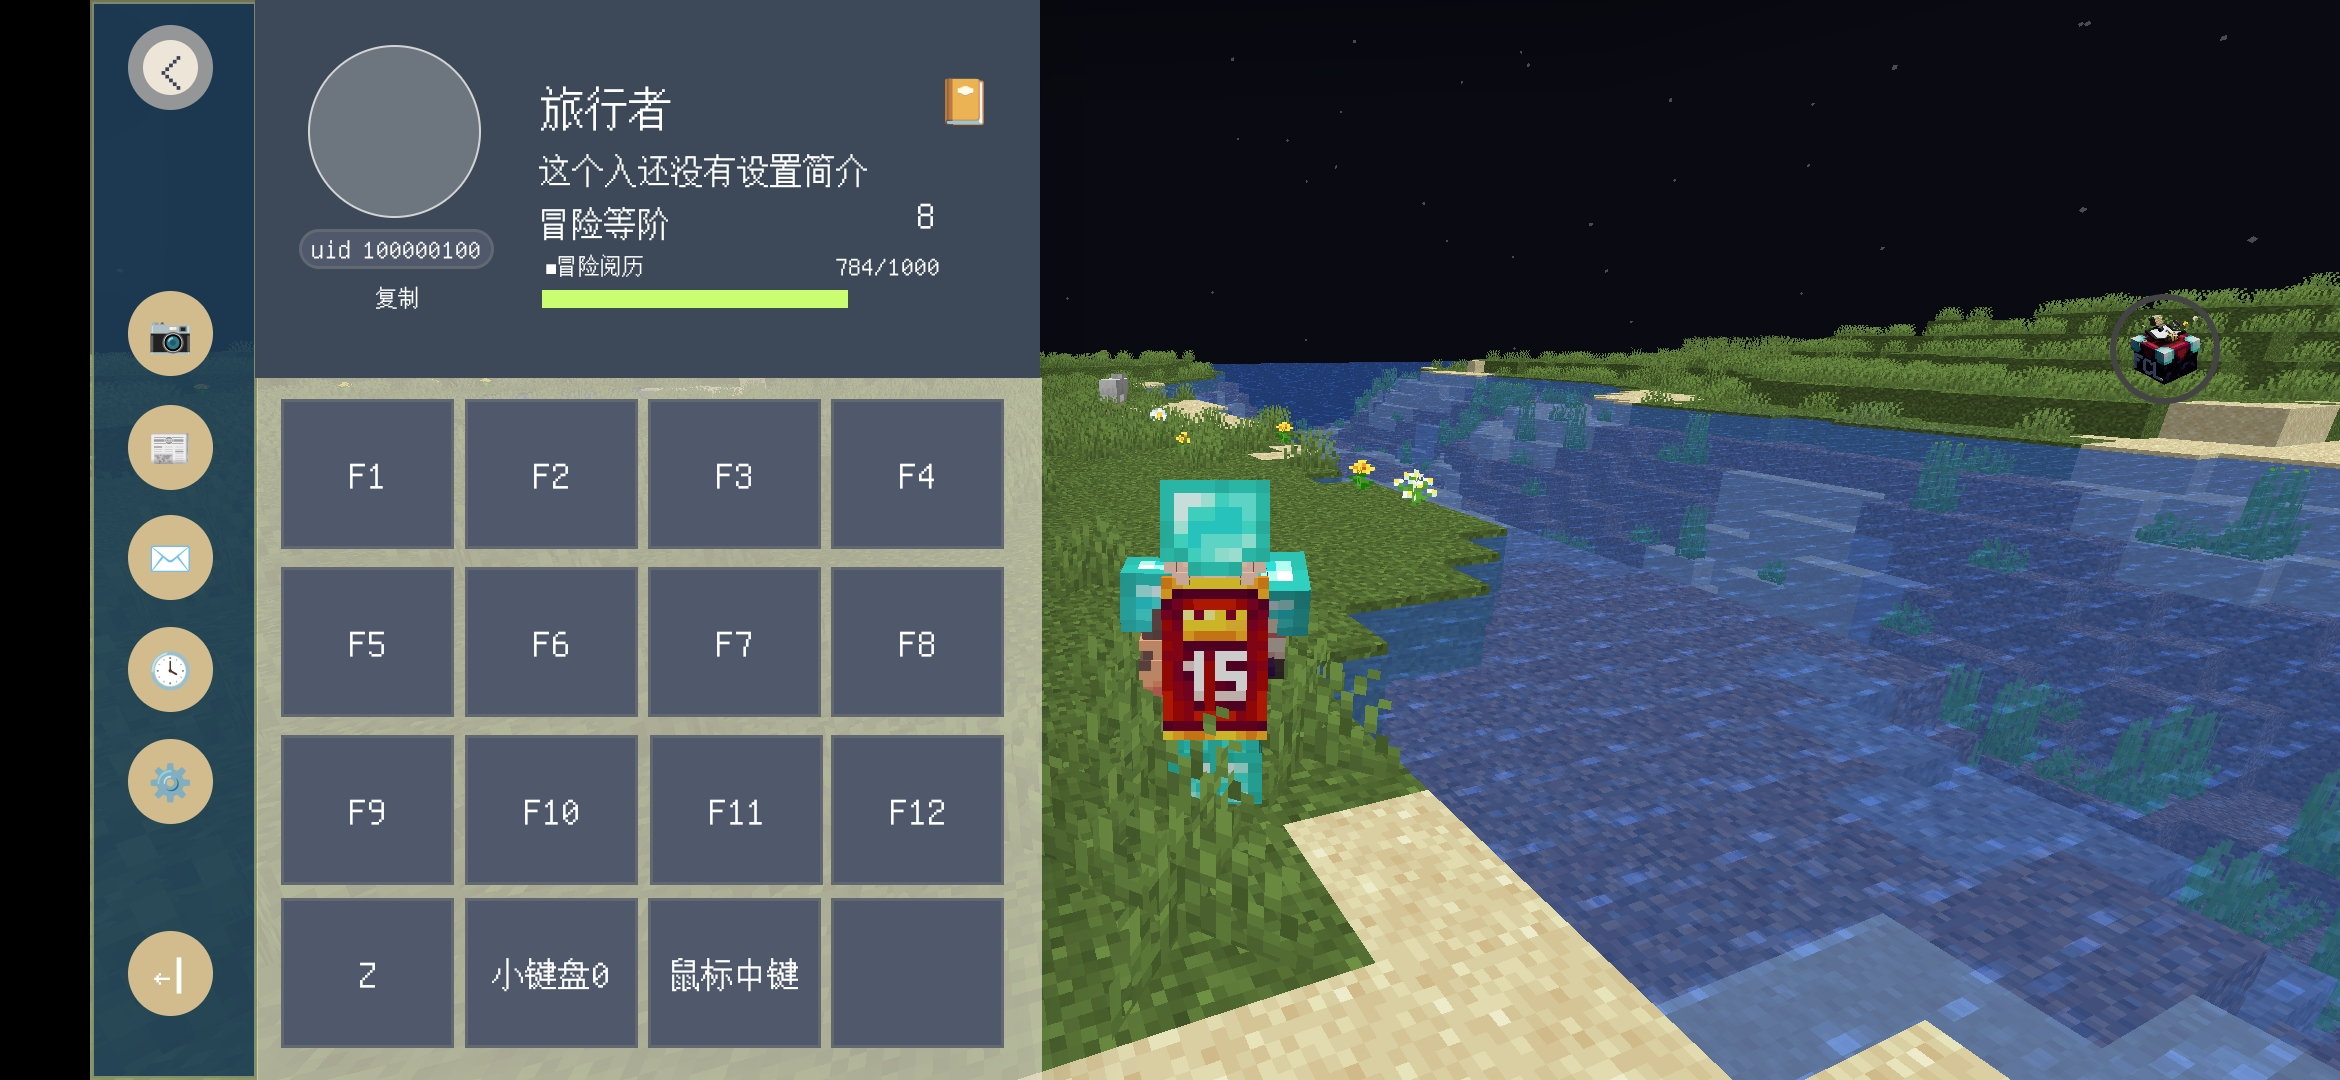 旅行者
这个人还没有设置简介
冒险等阶 8
uid 100000100
■冒险阅历 784/1000
复制
F1 F2 F3 F4
F5 F6 F7 F8
F9 F10 F11 F12
Z 小键盘0 鼠标中键
FCL
15